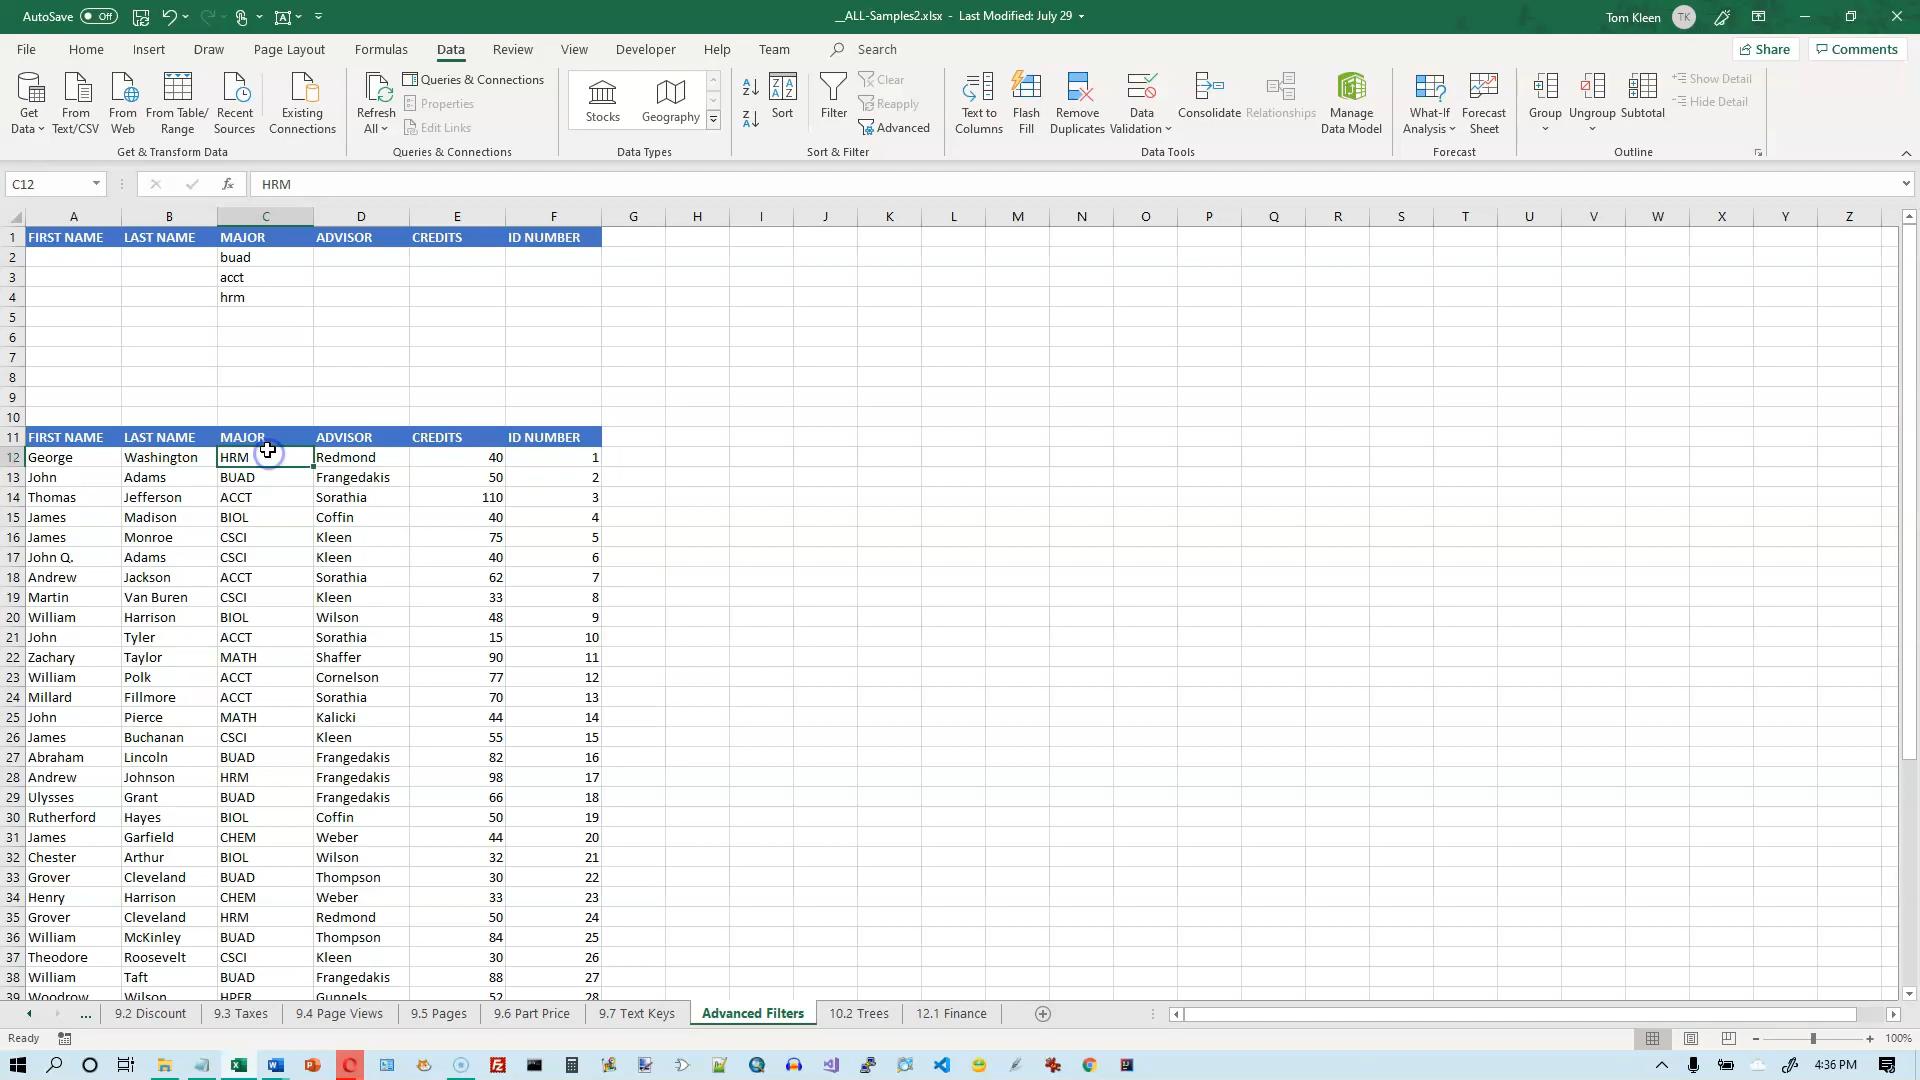 AutoSave Off
__ALL-Samples2.xlsx - Last Modified: July 29
Tom Kleen TK
File Home Insert Draw Page Layout Formulas Data Review View Developer Help Team Search Share Comments
Get Data
From Text/CSV
From Web
From Table/ Range
Recent Sources
Existing Connections
Get & Transform Data
Refresh All
Queries & Connections
Properties
Edit Links
Queries & Connections
Stocks
Geography
Data Types
Sort
Filter
Clear
Reapply
Advanced
Sort & Filter
Text to Columns
Flash Fill
Remove Duplicates
Data Validation
Consolidate
Relationships
Manage Data Model
Data Tools
What-If Analysis
Forecast Sheet
Forecast
Group
Ungroup
Subtotal
Show Detail
Hide Detail
Outline
C12 fx HRM
A B C D E F G H I J K L M N O P Q R S T U V W X Y Z
1 FIRST NAME LAST NAME MAJOR ADVISOR CREDITS ID NUMBER
2 buad
3 acct
4 hrm
5
6
7
8
9
10
11 FIRST NAME LAST NAME MAJOR ADVISOR CREDITS ID NUMBER
12 George Washington HRM Redmond 40 1
13 John Adams BUAD Frangedakis 50 2
14 Thomas Jefferson ACCT Sorathia 110 3
15 James Madison BIOL Coffin 40 4
16 James Monroe CSCI Kleen 75 5
17 John Q. Adams CSCI Kleen 40 6
18 Andrew Jackson ACCT Sorathia 62 7
19 Martin Van Buren CSCI Kleen 33 8
20 William Harrison BIOL Wilson 48 9
21 John Tyler ACCT Sorathia 15 10
22 Zachary Taylor MATH Shaffer 90 11
23 William Polk ACCT Cornelson 77 12
24 Millard Fillmore ACCT Sorathia 70 13
25 John Pierce MATH Kalicki 44 14
26 James Buchanan CSCI Kleen 55 15
27 Abraham Lincoln BUAD Frangedakis 82 16
28 Andrew Johnson HRM Frangedakis 98 17
29 Ulysses Grant BUAD Frangedakis 66 18
30 Rutherford Hayes BIOL Coffin 50 19
31 James Garfield CHEM Weber 44 20
32 Chester Arthur BIOL Wilson 32 21
33 Grover Cleveland BUAD Thompson 30 22
34 Henry Harrison CHEM Weber 33 23
35 Grover Cleveland HRM Redmond 50 24
36 William McKinley BUAD Thompson 84 25
37 Theodore Roosevelt CSCI Kleen 30 26
38 William Taft BUAD Frangedakis 88 27
39 Woodrow Wilson HPER Gunnels 52 28
... 9.2 Discount 9.3 Taxes 9.4 Page Views 9.5 Pages 9.6 Part Price 9.7 Text Keys Advanced Filters 10.2 Trees 12.1 Finance
Ready 100%
4:36 PM